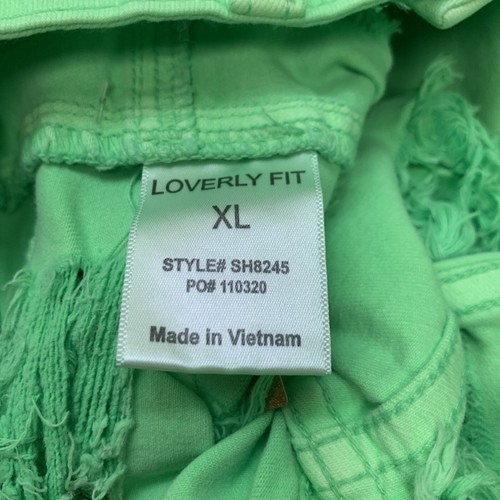 LOVERLY FIT
XL
STYLE# SH8245
PO# 110320
Made in Vietnam